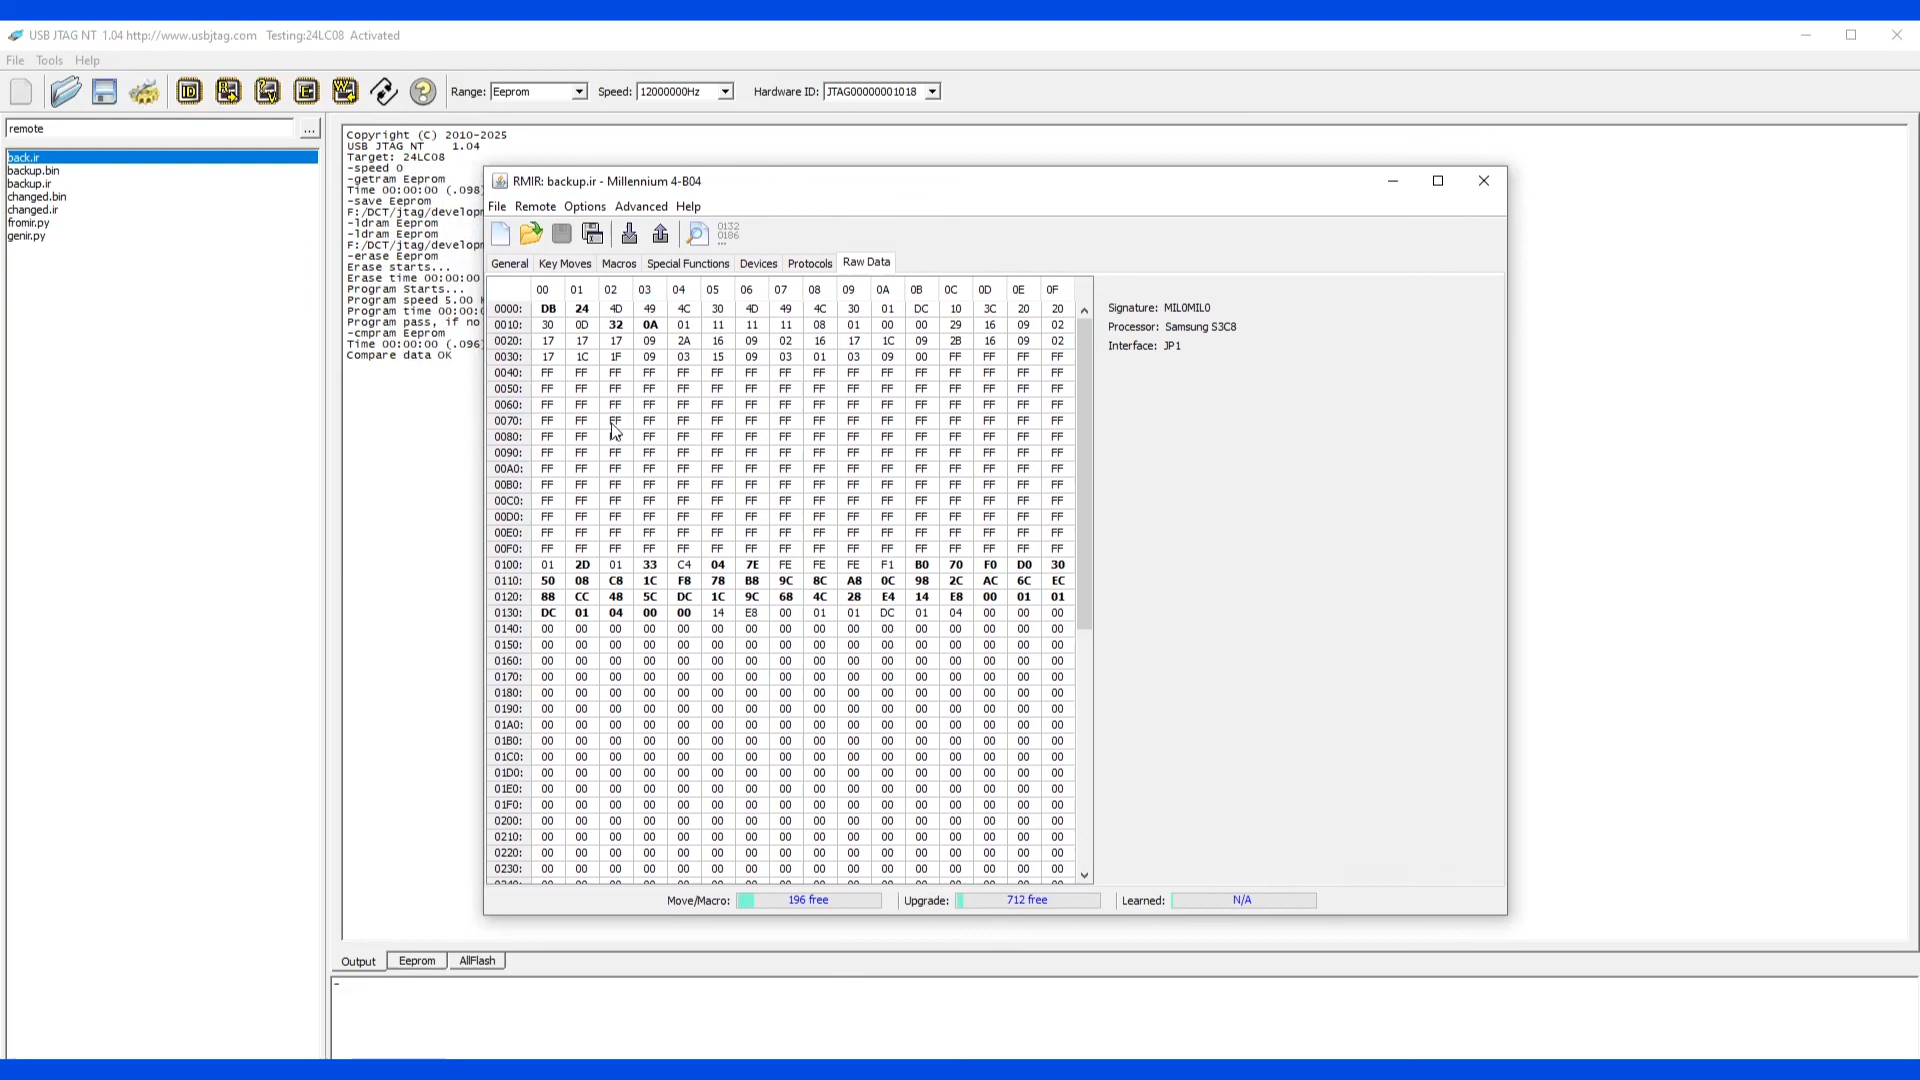 USB JTAG NT 1.04 http://www.usbjtag.com Testing:24LC08 Activated
File Tools Help
Range: Eeprom Speed: 12000000Hz Hardware ID: JTAG00000001018
remote ...
back.ir
backup.bin
backup.ir
changed.bin
changed.ir
fromir.py
genir.py
Copyright (C) 2010-2025
USB JTAG NT 1.04
Target: 24LC08
-speed 0
-getram Eeprom
Time 00:00:00 (.098)
-save Eeprom
F:/DCT/jtag/develop
-ldram Eeprom
-ldram Eeprom
F:/DCT/jtag/develop
-erase Eeprom
Erase starts...
Erase time 00:00:00
Program Starts...
Program speed 5.00
Program time 00:00:
Program pass, if no
-cmpram Eeprom
Time 00:00:00 (.096
Compare data OK
RMIR: backup.ir - Millennium 4-B04
File Remote Options Advanced Help
0132
0186
...
General Key Moves Macros Special Functions Devices Protocols Raw Data
00 01 02 03 04 05 06 07 08 09 0A 0B 0C 0D 0E 0F
0000: DB 24 4D 49 4C 30 4D 49 4C 30 01 DC 10 3C 20 20
0010: 30 0D 32 0A 01 11 11 11 08 01 00 00 29 16 09 02
0020: 17 17 17 09 2A 16 09 02 16 17 1C 09 2B 16 09 02
0030: 17 1C 1F 09 03 15 09 03 01 03 09 00 FF FF FF FF
0040: FF FF FF FF FF FF FF FF FF FF FF FF FF FF FF FF
0050: FF FF FF FF FF FF FF FF FF FF FF FF FF FF FF FF
0060: FF FF FF FF FF FF FF FF FF FF FF FF FF FF FF FF
0070: FF FF FF FF FF FF FF FF FF FF FF FF FF FF FF FF
0080: FF FF FF FF FF FF FF FF FF FF FF FF FF FF FF FF
0090: FF FF FF FF FF FF FF FF FF FF FF FF FF FF FF FF
00A0: FF FF FF FF FF FF FF FF FF FF FF FF FF FF FF FF
00B0: FF FF FF FF FF FF FF FF FF FF FF FF FF FF FF FF
00C0: FF FF FF FF FF FF FF FF FF FF FF FF FF FF FF FF
00D0: FF FF FF FF FF FF FF FF FF FF FF FF FF FF FF FF
00E0: FF FF FF FF FF FF FF FF FF FF FF FF FF FF FF FF
00F0: FF FF FF FF FF FF FF FF FF FF FF FF FF FF FF FF
0100: 01 2D 01 33 C4 04 7E FE FE FE F1 B0 70 F0 D0 30
0110: 50 08 C8 1C F8 78 B8 9C 8C A8 0C 98 2C AC 6C EC
0120: 88 CC 48 5C DC 1C 9C 68 4C 28 E4 14 E8 00 01 01
0130: DC 01 04 00 00 14 E8 00 01 01 DC 01 04 00 00 00
0140: 00 00 00 00 00 00 00 00 00 00 00 00 00 00 00 00
0150: 00 00 00 00 00 00 00 00 00 00 00 00 00 00 00 00
0160: 00 00 00 00 00 00 00 00 00 00 00 00 00 00 00 00
0170: 00 00 00 00 00 00 00 00 00 00 00 00 00 00 00 00
0180: 00 00 00 00 00 00 00 00 00 00 00 00 00 00 00 00
0190: 00 00 00 00 00 00 00 00 00 00 00 00 00 00 00 00
01A0: 00 00 00 00 00 00 00 00 00 00 00 00 00 00 00 00
01B0: 00 00 00 00 00 00 00 00 00 00 00 00 00 00 00 00
01C0: 00 00 00 00 00 00 00 00 00 00 00 00 00 00 00 00
01D0: 00 00 00 00 00 00 00 00 00 00 00 00 00 00 00 00
01E0: 00 00 00 00 00 00 00 00 00 00 00 00 00 00 00 00
01F0: 00 00 00 00 00 00 00 00 00 00 00 00 00 00 00 00
0200: 00 00 00 00 00 00 00 00 00 00 00 00 00 00 00 00
0210: 00 00 00 00 00 00 00 00 00 00 00 00 00 00 00 00
0220: 00 00 00 00 00 00 00 00 00 00 00 00 00 00 00 00
0230: 00 00 00 00 00 00 00 00 00 00 00 00 00 00 00 00
Signature: MIL0MIL0
Processor: Samsung S3C8
Interface: JP1
Move/Macro: 196 free Upgrade: 712 free Learned: N/A
Output Eeprom AllFlash
-